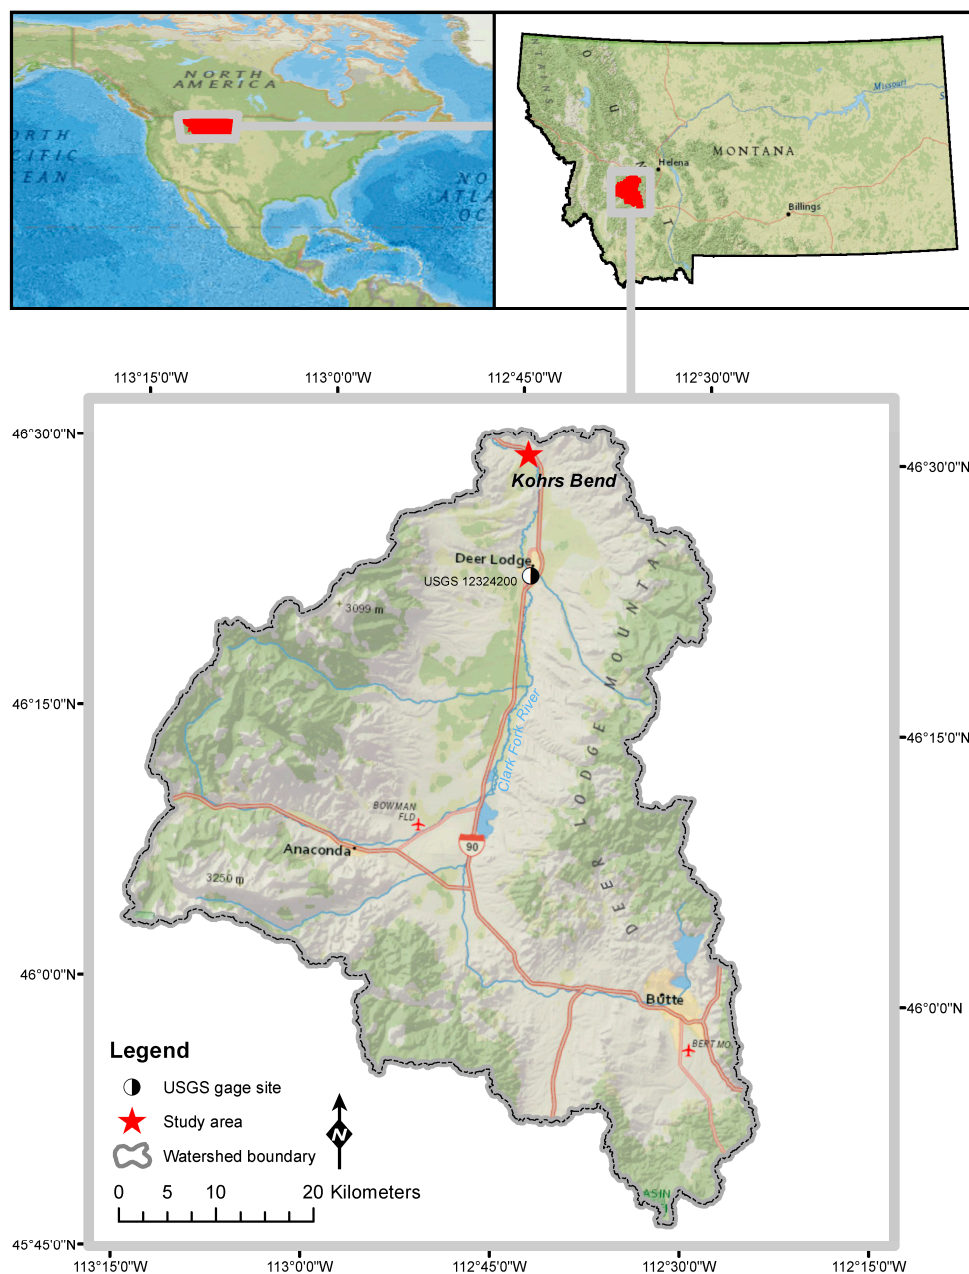 NORTH
AMERICA
ORTH
CIFIC
EAN
NO
ATLA
OC
TAINS
O
U
N
T
Missouri
S
Helena
MONTANA
Billings
113°15'0"W
113°0'0"W
112°45'0"W
112°30'0"W
46°30'0"N
46°30'0"N
Kohrs Bend
Deer Lodge
USGS 12324200
3099 m
DEER LODGE MOUNTAI
46°15'0"N
46°15'0"N
Clark Fork River
BOWMAN
FLD
90
Anaconda
3250 m
46°0'0"N
46°0'0"N
Butte
BERT MO
Legend
USGS gage site
Study area
Watershed boundary
N
0 5 10 20 Kilometers
ASIN
45°45'0"N
113°15'0"W
113°0'0"W
112°45'0"W
112°30'0"W
112°15'0"W